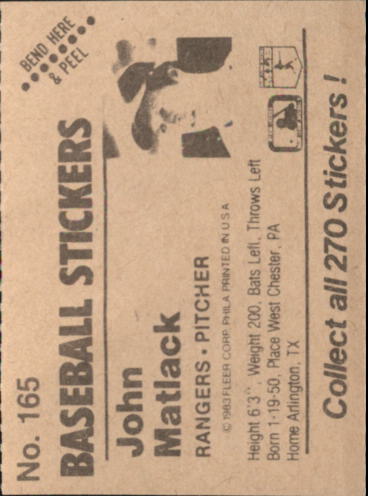 No. 165
BEND HERE
& PEEL
BASEBALL STICKERS
John
Matlack
RANGERS • PITCHER
© 1983 FLEER CORP. PHILA PRINTED IN U S A
Height 6'3", Weight 200, Bats Left, Throws Left
Born 1-19-50, Place West Chester, PA
Home Arlington, TX
Collect all 270 Stickers !